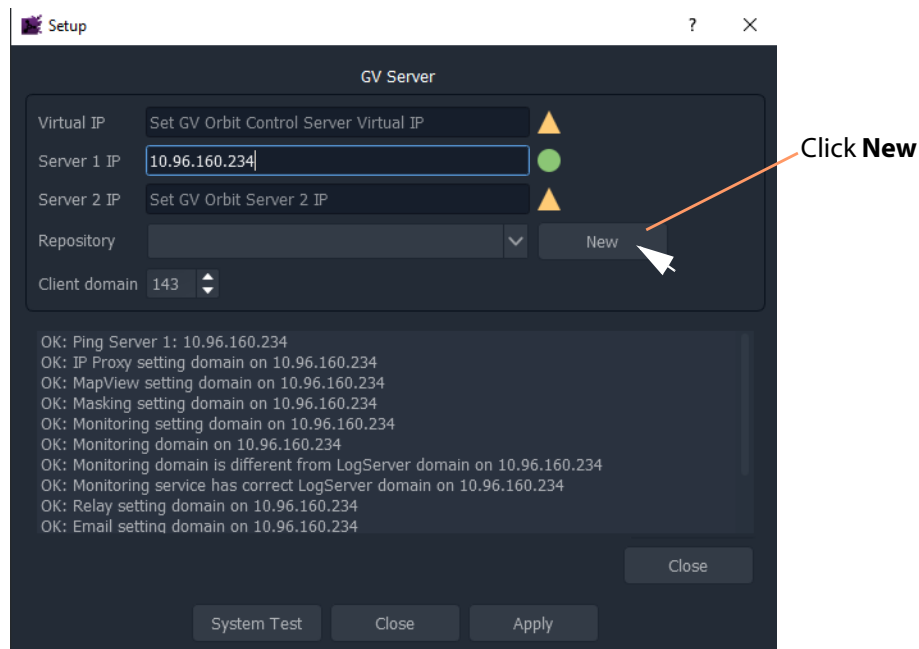 Setup
?
GV Server
Virtual IP Set GV Orbit Control Server Virtual IP
Server 1 IP 10.96.160.234
Click New
Server 2 IP Set GV Orbit Server 2 IP
Repository New
Client domain 143
OK: Ping Server 1: 10.96.160.234
OK: IP Proxy setting domain on 10.96.160.234
OK: MapView setting domain on 10.96.160.234
OK: Masking setting domain on 10.96.160.234
OK: Monitoring setting domain on 10.96.160.234
OK: Monitoring domain on 10.96.160.234
OK: Monitoring domain is different from LogServer domain on 10.96.160.234
OK: Monitoring service has correct LogServer domain on 10.96.160.234
OK: Relay setting domain on 10.96.160.234
OK: Email setting domain on 10.96.160.234
Close
System Test Close Apply